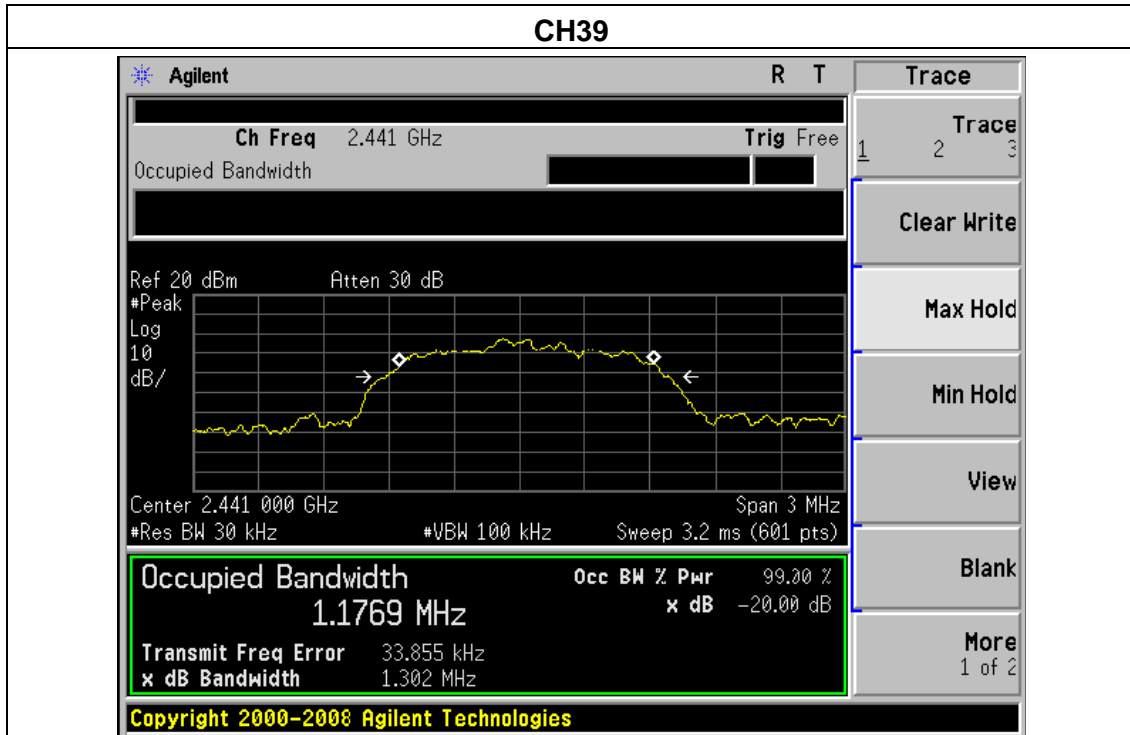 CH39
Agilent R T Trace
Ch Freq 2.441 GHz Trig Free
Occupied Bandwidth
Trace
1 2 3
Clear Write
Max Hold
Min Hold
View
Blank
More
1 of 2
Ref 20 dBm Atten 30 dB
#Peak
Log
10
dB/
Center 2.441 000 GHz Span 3 MHz
#Res BW 30 kHz #VBW 100 kHz Sweep 3.2 ms (601 pts)
Occupied Bandwidth Occ BW % Pwr 99.00 %
1.1769 MHz x dB -20.00 dB
Transmit Freq Error 33.855 kHz
x dB Bandwidth 1.302 MHz
Copyright 2000-2008 Agilent Technologies